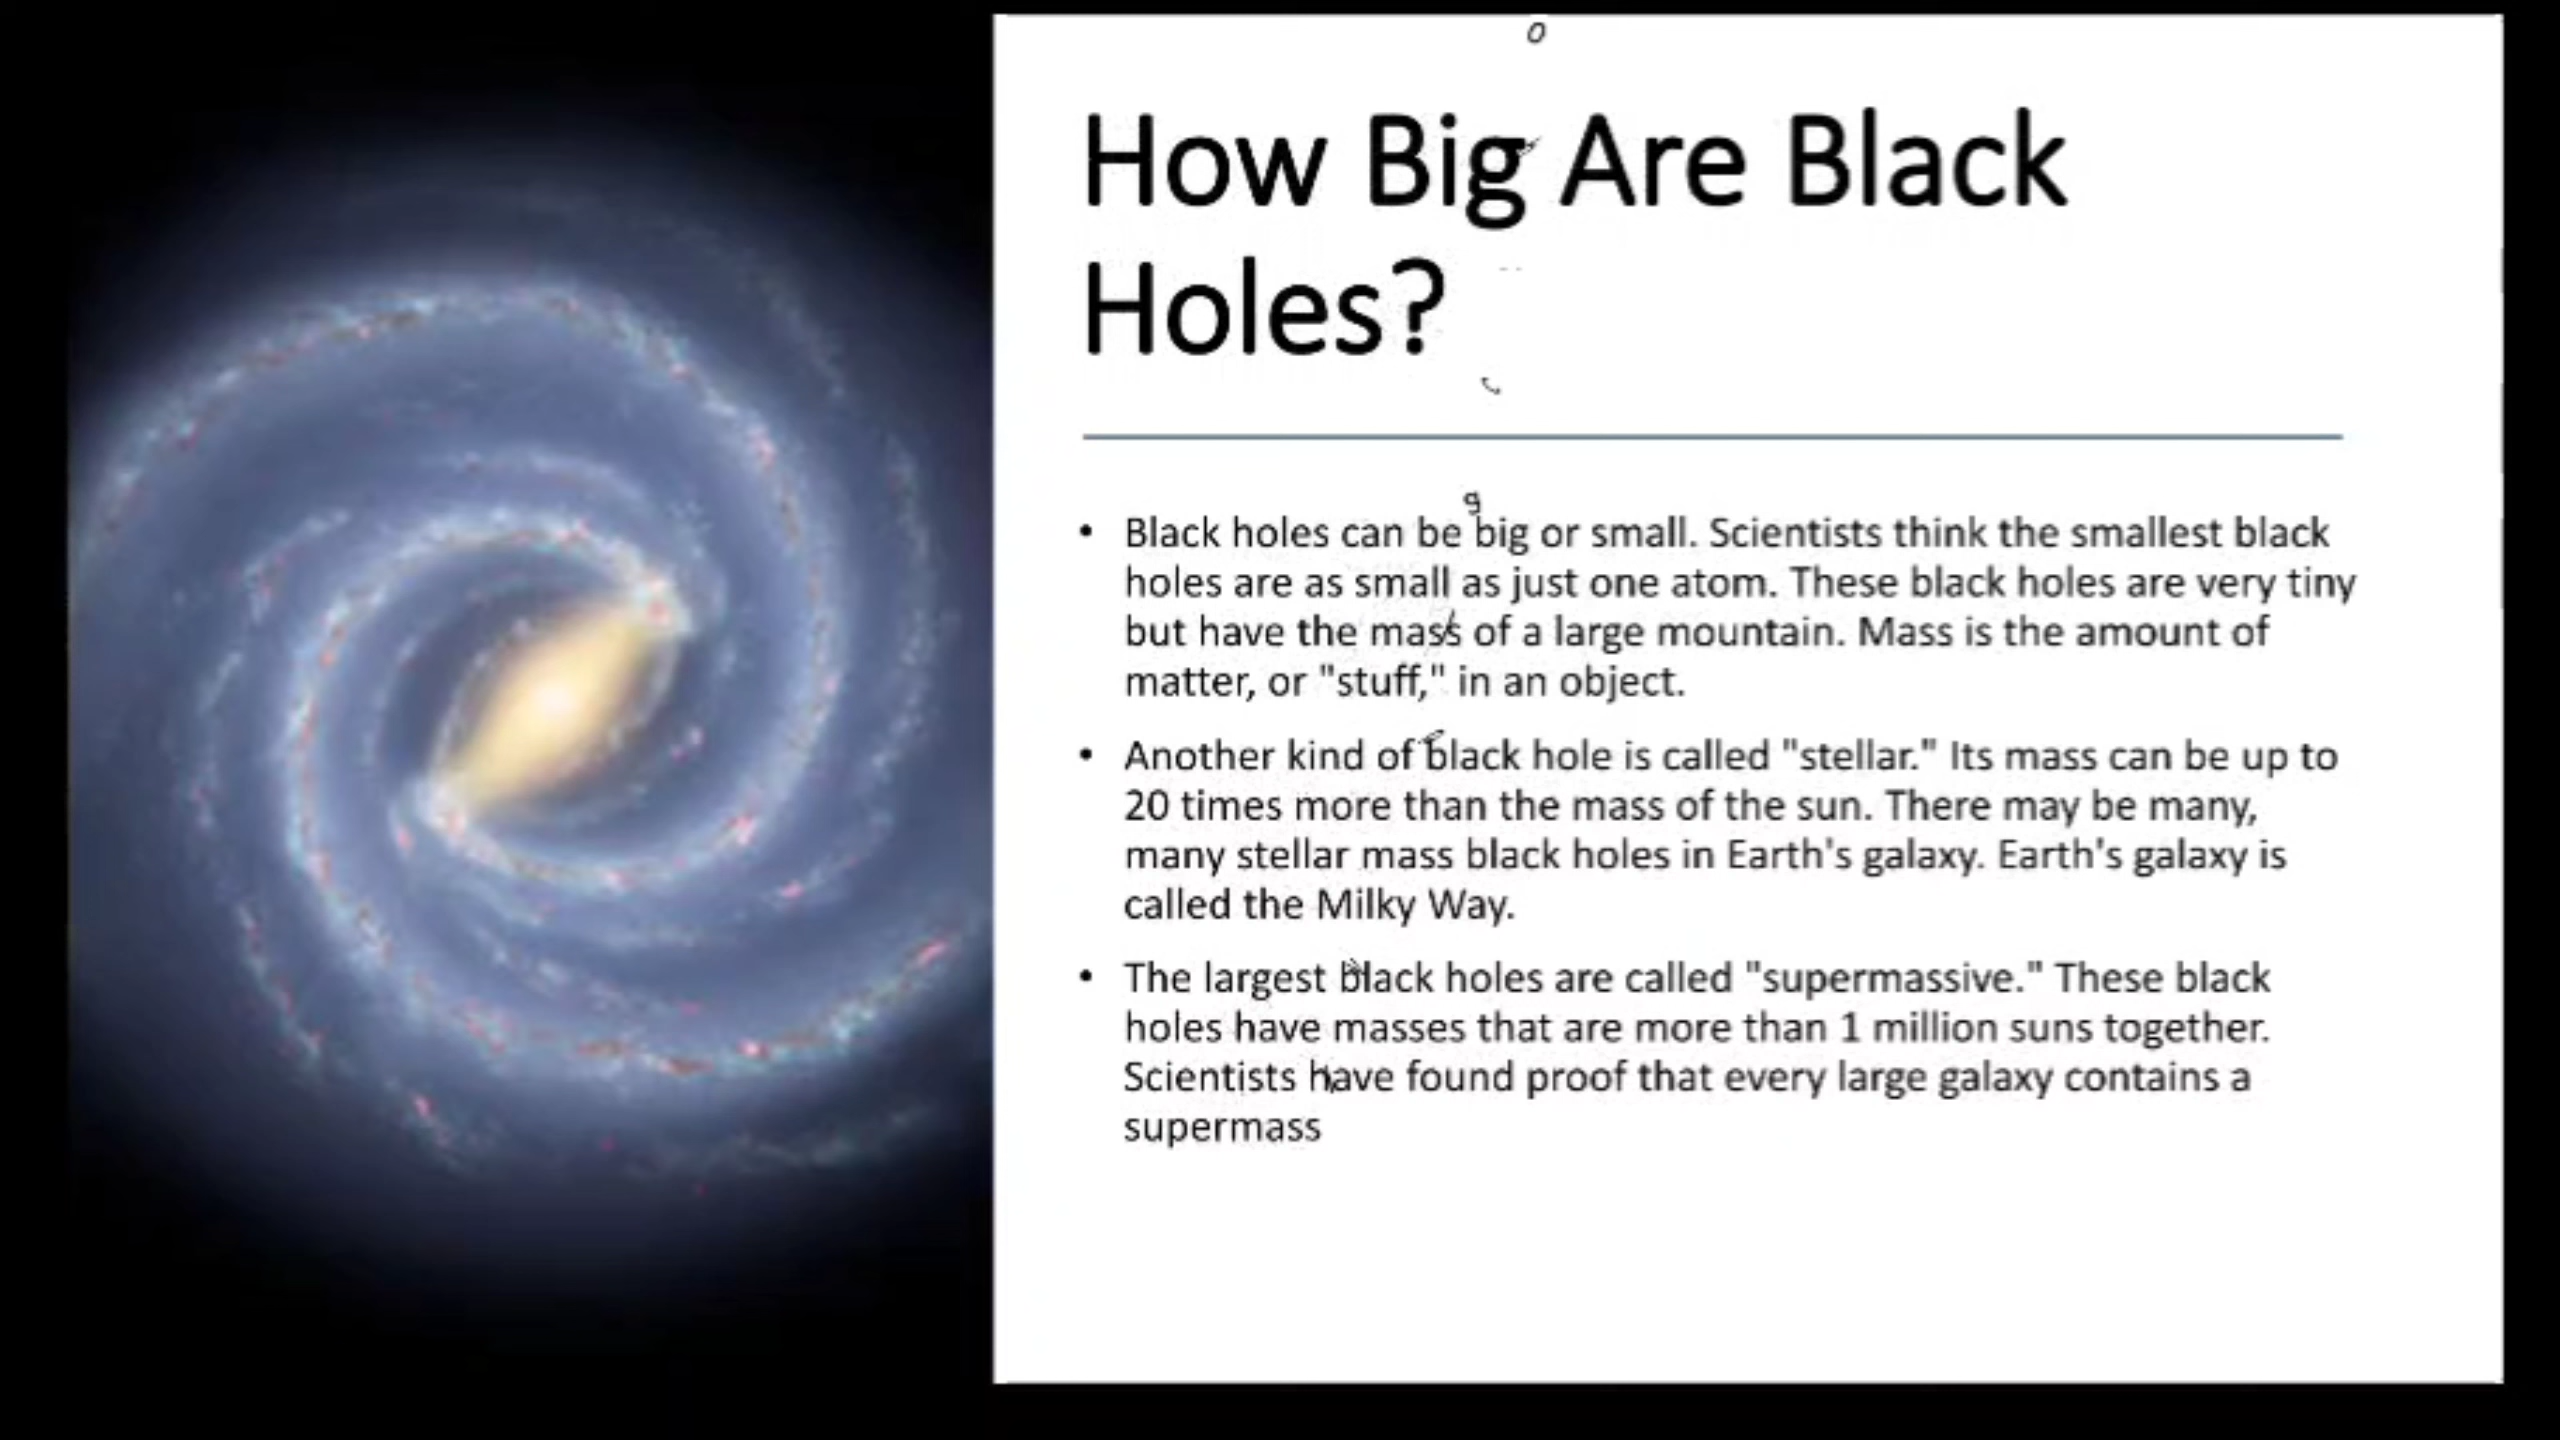 How Big Are Black
Holes?
• Black holes can be big or small. Scientists think the smallest black
holes are as small as just one atom. These black holes are very tiny
but have the mass of a large mountain. Mass is the amount of
matter, or "stuff," in an object.
• Another kind of black hole is called "stellar." Its mass can be up to
20 times more than the mass of the sun. There may be many,
many stellar mass black holes in Earth's galaxy. Earth's galaxy is
called the Milky Way.
• The largest black holes are called "supermassive." These black
holes have masses that are more than 1 million suns together.
Scientists have found proof that every large galaxy contains a
supermass